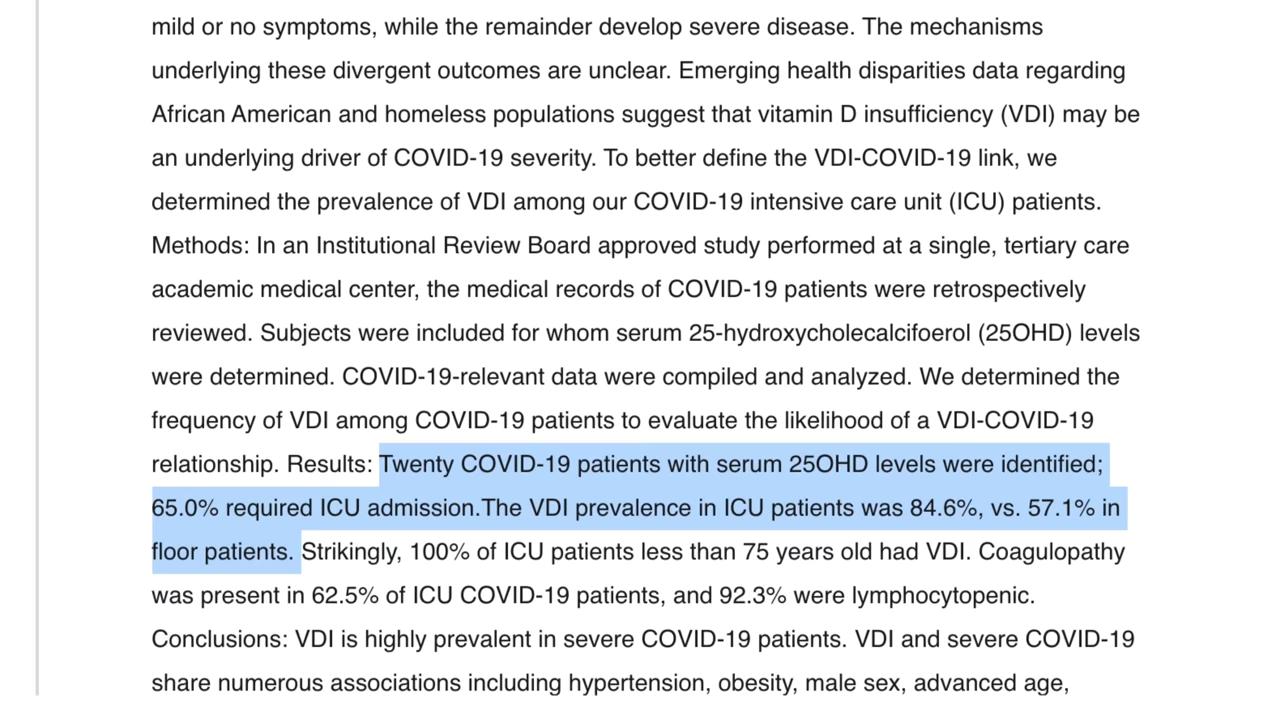 mild or no symptoms, while the remainder develop severe disease. The mechanisms
underlying these divergent outcomes are unclear. Emerging health disparities data regarding
African American and homeless populations suggest that vitamin D insufficiency (VDI) may be
an underlying driver of COVID-19 severity. To better define the VDI-COVID-19 link, we
determined the prevalence of VDI among our COVID-19 intensive care unit (ICU) patients.
Methods: In an Institutional Review Board approved study performed at a single, tertiary care
academic medical center, the medical records of COVID-19 patients were retrospectively
reviewed. Subjects were included for whom serum 25-hydroxycholecalcifoerol (25OHD) levels
were determined. COVID-19-relevant data were compiled and analyzed. We determined the
frequency of VDI among COVID-19 patients to evaluate the likelihood of a VDI-COVID-19
relationship. Results: Twenty COVID-19 patients with serum 25OHD levels were identified;
65.0% required ICU admission.The VDI prevalence in ICU patients was 84.6%, vs. 57.1% in
floor patients. Strikingly, 100% of ICU patients less than 75 years old had VDI. Coagulopathy
was present in 62.5% of ICU COVID-19 patients, and 92.3% were lymphocytopenic.
Conclusions: VDI is highly prevalent in severe COVID-19 patients. VDI and severe COVID-19
share numerous associations including hypertension, obesity, male sex, advanced age,